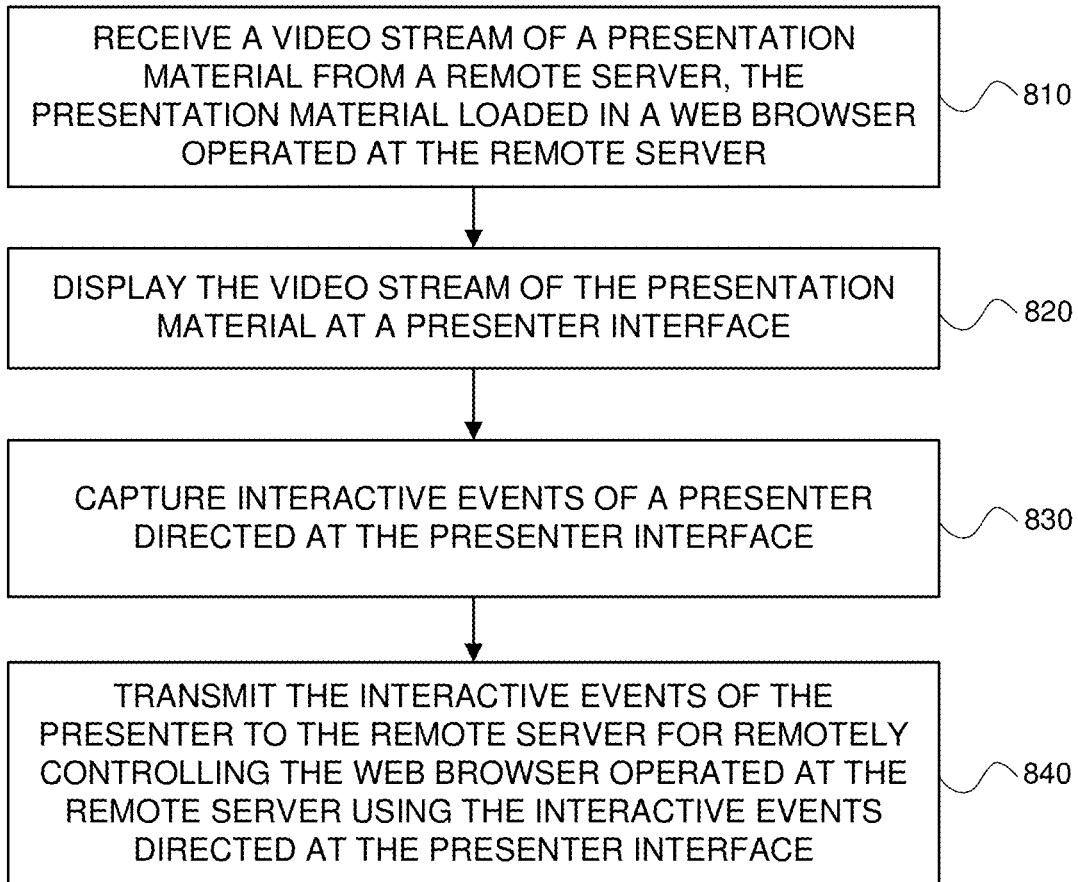 RECEIVE A VIDEO STREAM OF A PRESENTATION
MATERIAL FROM A REMOTE SERVER, THE
PRESENTATION MATERIAL LOADED IN A WEB BROWSER
OPERATED AT THE REMOTE SERVER
810
DISPLAY THE VIDEO STREAM OF THE PRESENTATION
MATERIAL AT A PRESENTER INTERFACE
820
CAPTURE INTERACTIVE EVENTS OF A PRESENTER
DIRECTED AT THE PRESENTER INTERFACE
830
TRANSMIT THE INTERACTIVE EVENTS OF THE
PRESENTER TO THE REMOTE SERVER FOR REMOTELY
CONTROLLING THE WEB BROWSER OPERATED AT THE
REMOTE SERVER USING THE INTERACTIVE EVENTS
DIRECTED AT THE PRESENTER INTERFACE
840